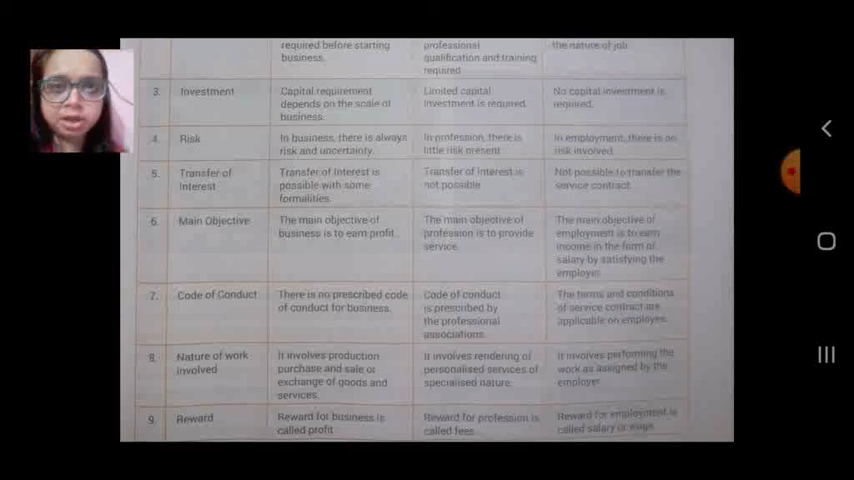 required before starting professional the nature of job
business. qualification and training
required
3. Investment Capital requirement Limited capital No capital investment is
depends on the scale of investment is required. required.
business.
4. Risk In business, there is always In profession, there is In employment, there is no
risk and uncertainty. little risk present risk involved
5. Transfer of Transfer of interest is Transfer of interest is Not possible to transfer the
Interest possible with some not possible service contract
formalities.
6. Main Objective The main objective of The main objective of The main objective of
business is to earn profit. profession is to provide employment is to earn
service. income in the form of
salary by satisfying the
employer
7. Code of Conduct There is no prescribed code Code of conduct The terms and conditions
of conduct for business. is prescribed by of service contract are
the professional applicable on employee.
associations.
8. Nature of work It involves production It involves rendering of It involves performing the
involved purchase and sale or personalised services of work as assigned by the
exchange of goods and specialised nature. employer
services.
9. Reward Reward for business is Reward for profession is Reward for employment is
called profit called fees called salary or wage